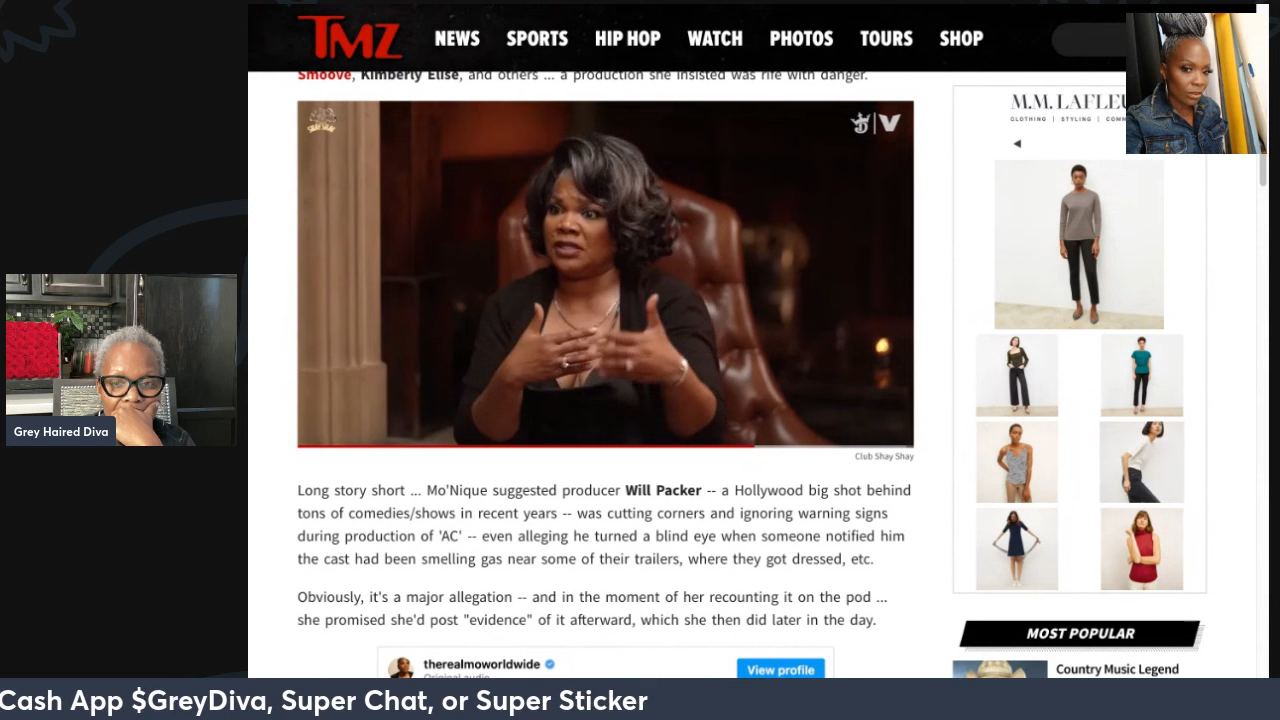 TMZ
NEWS SPORTS HIP HOP WATCH PHOTOS TOURS SHOP
Smoove, Kimberly Elise, and others ... a production she insisted was rife with danger.
SHAY SHAY
Club Shay Shay
Long story short ... Mo'Nique suggested producer Will Packer -- a Hollywood big shot behind
tons of comedies/shows in recent years -- was cutting corners and ignoring warning signs
during production of 'AC' -- even alleging he turned a blind eye when someone notified him
the cast had been smelling gas near some of their trailers, where they got dressed, etc.
Obviously, it's a major allegation -- and in the moment of her recounting it on the pod ...
she promised she'd post "evidence" of it afterward, which she then did later in the day.
therealmoworldwide
Original audio
View profile
M.M. LAFLEU
CLOTHING | STYLING | COMM
MOST POPULAR
Country Music Legend
Grey Haired Diva
Cash App $GreyDiva, Super Chat, or Super Sticker